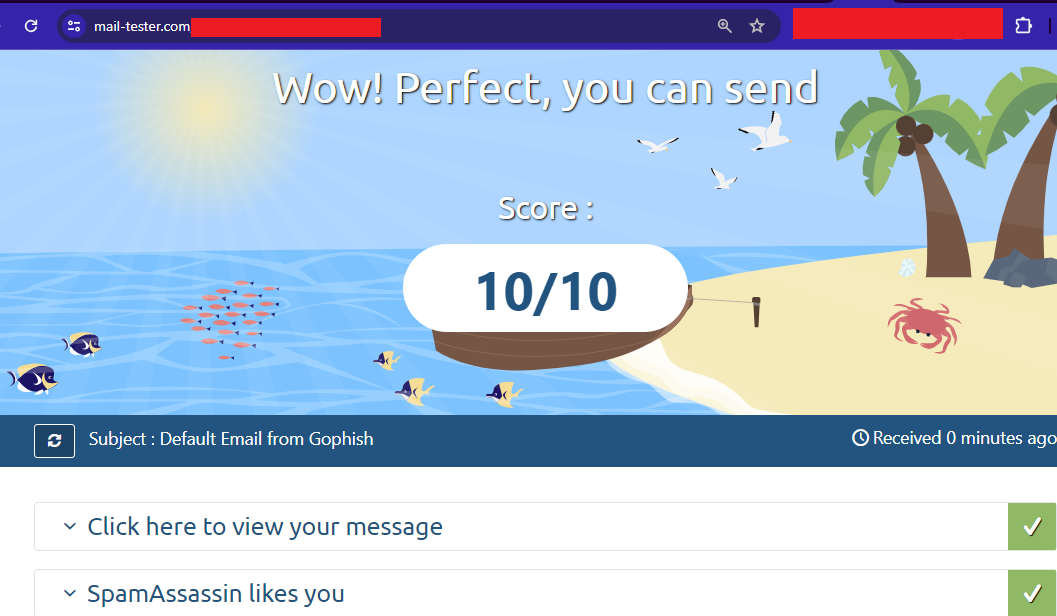 mail-tester.com
Wow! Perfect, you can send
Score :
10/10
Subject : Default Email from Gophish
Received 0 minutes ago
Click here to view your message
SpamAssassin likes you